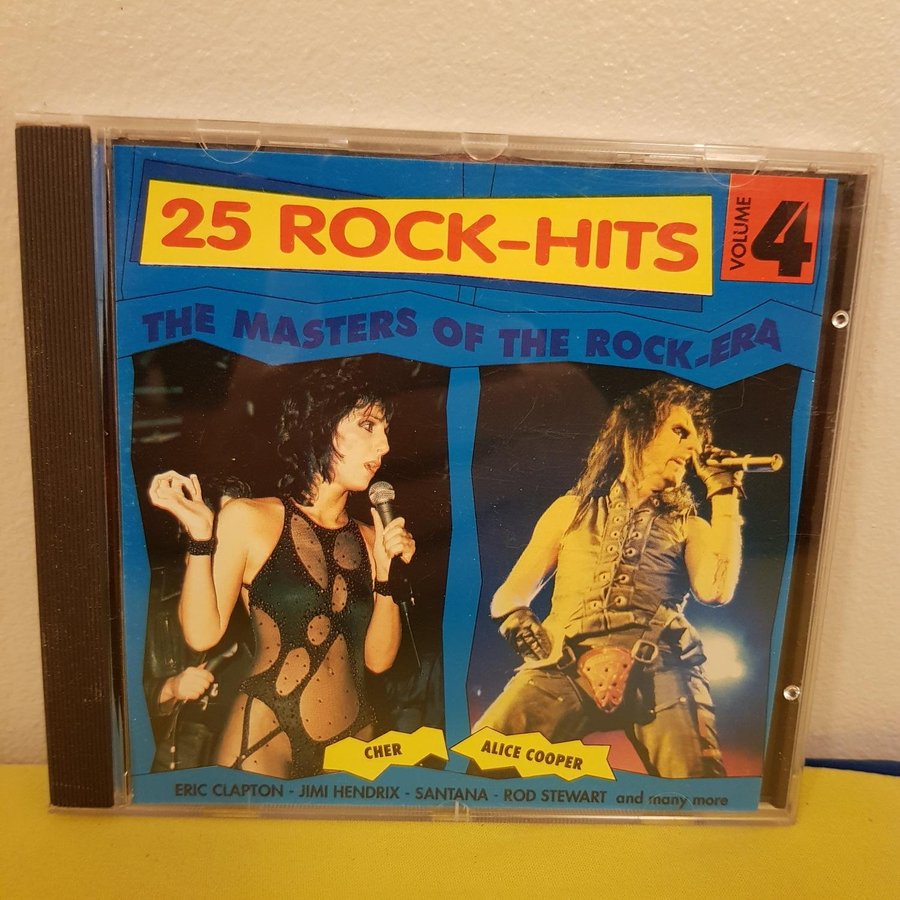 25 ROCK-HITS
VOLUME 4
THE MASTERS OF THE ROCK-ERA
CHER
ALICE COOPER
ERIC CLAPTON - JIMI HENDRIX - SANTANA - ROD STEWART and many more